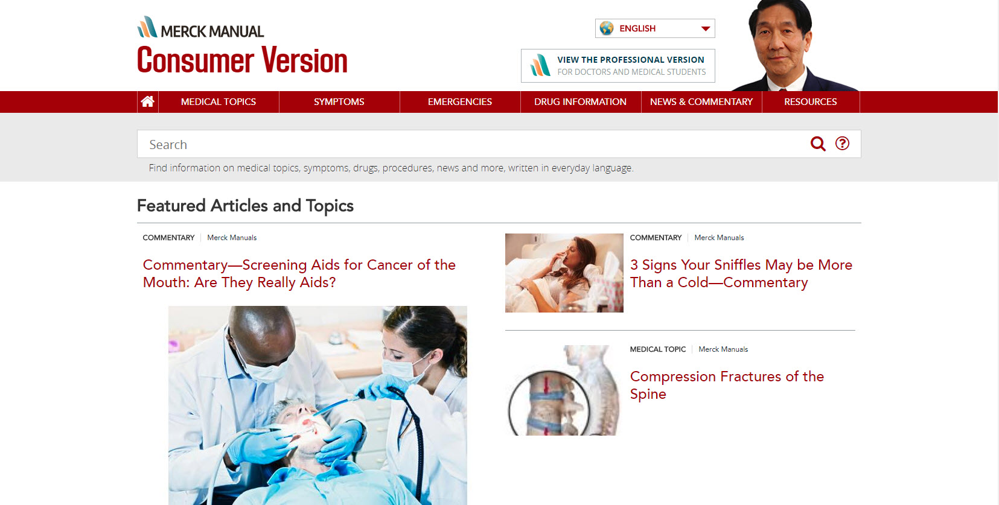 MERCK MANUAL
Consumer Version
ENGLISH
VIEW THE PROFESSIONAL VERSION
FOR DOCTORS AND MEDICAL STUDENTS
MEDICAL TOPICS
SYMPTOMS
EMERGENCIES
DRUG INFORMATION
NEWS & COMMENTARY
RESOURCES
Search
Find information on medical topics, symptoms, drugs, procedures, news and more, written in everyday language.
Featured Articles and Topics
COMMENTARY
Merck Manuals
Commentary—Screening Aids for Cancer of the
Mouth: Are They Really Aids?
COMMENTARY
Merck Manuals
3 Signs Your Sniffles May be More
Than a Cold—Commentary
MEDICAL TOPIC
Merck Manuals
Compression Fractures of the
Spine